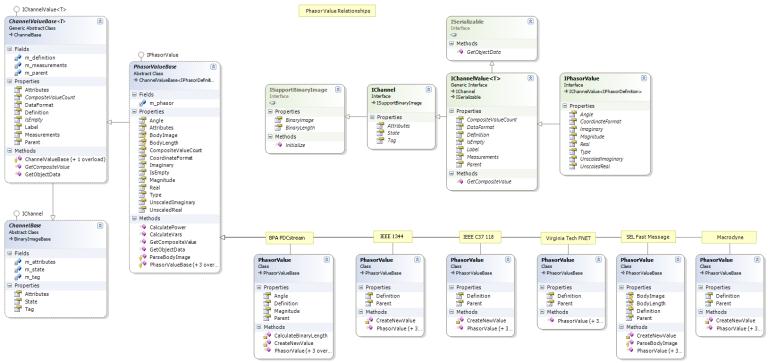 IChannelValue<T>
ChannelValueBase<T>
Generic Abstract Class
ChannelBase
Fields
m_definition
m_measurements
m_parent
Properties
Attributes
CompositeValueCount
DataFormat
Definition
IsEmpty
Label
Measurements
Parent
Methods
ChannelValueBase (+ 1 overload)
GetCompositeValue
GetObjectData
IChannel
ChannelBase
Abstract Class
BinaryImageBase
Fields
m_attributes
m_state
m_tag
Properties
Attributes
State
Tag
IPhasorValue
PhasorValueBase
Abstract Class
ChannelValueBase<IPhasorDefinit...
Fields
m_phasor
Properties
Angle
Attributes
BodyImage
BodyLength
CompositeValueCount
CoordinateFormat
Imaginary
IsEmpty
Magnitude
Real
Type
UnscaledImaginary
UnscaledReal
Methods
CalculatePower
CalculateVars
GetCompositeValue
GetObjectData
ParseBodyImage
PhasorValueBase (+ 3 over...
PhasorValue Relationships
ISupportBinaryImage
Interface
Properties
BinaryImage
BinaryLength
Methods
Initialize
IChannel
Interface
ISupportBinaryImage
Properties
Attributes
State
Tag
ISerializable
Interface
Methods
GetObjectData
IChannelValue<T>
Generic Interface
IChannel
ISerializable
Properties
CompositeValueCount
DataFormat
Definition
IsEmpty
Label
Measurements
Parent
Methods
GetCompositeValue
IPhasorValue
Interface
IChannelValue<IPhasorDefinition>
Properties
Angle
CoordinateFormat
Imaginary
Magnitude
Real
Type
UnscaledImaginary
UnscaledReal
BPA PDCstream
PhasorValue
Class
PhasorValueBase
Properties
Angle
Definition
Magnitude
Parent
Methods
CalculateBinaryLength
CreateNewValue
PhasorValue (+ 3 over...
IEEE 1344
PhasorValue
Class
PhasorValueBase
Properties
Definition
Parent
Methods
CreateNewValue
PhasorValue (+ 3...
IEEE C37.118
PhasorValue
Class
PhasorValueBase
Properties
Definition
Parent
Methods
CreateNewValue
PhasorValue (+ 3...
Virginia Tech FNET
PhasorValue
Class
PhasorValueBase
Properties
Definition
Parent
Methods
PhasorValue (+ 3...
SEL Fast Message
PhasorValue
Class
PhasorValueBase
Properties
BodyImage
BodyLength
Definition
Parent
Methods
CreateNewValue
ParseBodyImage
PhasorValue (+ 3...
Macrodyne
PhasorValue
Class
PhasorValueBase
Properties
Definition
Parent
Methods
CreateNewValue
PhasorValue (+ 3...